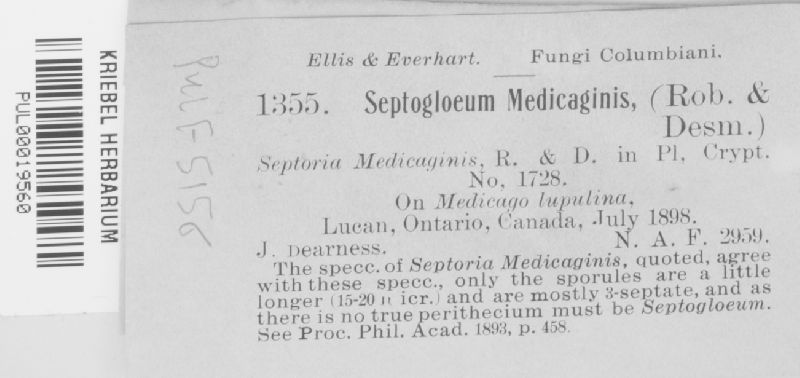 KRIEBEL HERBARIUM
PUL00019560
PUL F 5156
Ellis & Everhart. Fungi Columbiani.
1355. Septogloeum Medicaginis, (Rob. &
Desm.)
Septoria Medicaginis, R. & D. in Pl, Crypt.
No, 1728.
On Medicago lupulina,
Lucan, Ontario, Canada, July 1898.
J. Dearness. N. A. F. 2959.
The specc. of Septoria Medicaginis, quoted, agree
with these specc., only the sporules are a little
longer (15-20 m icr.) and are mostly 3-septate, and as
there is no true perithecium must be Septogloeum.
See Proc. Phil. Acad. 1893, p. 458.